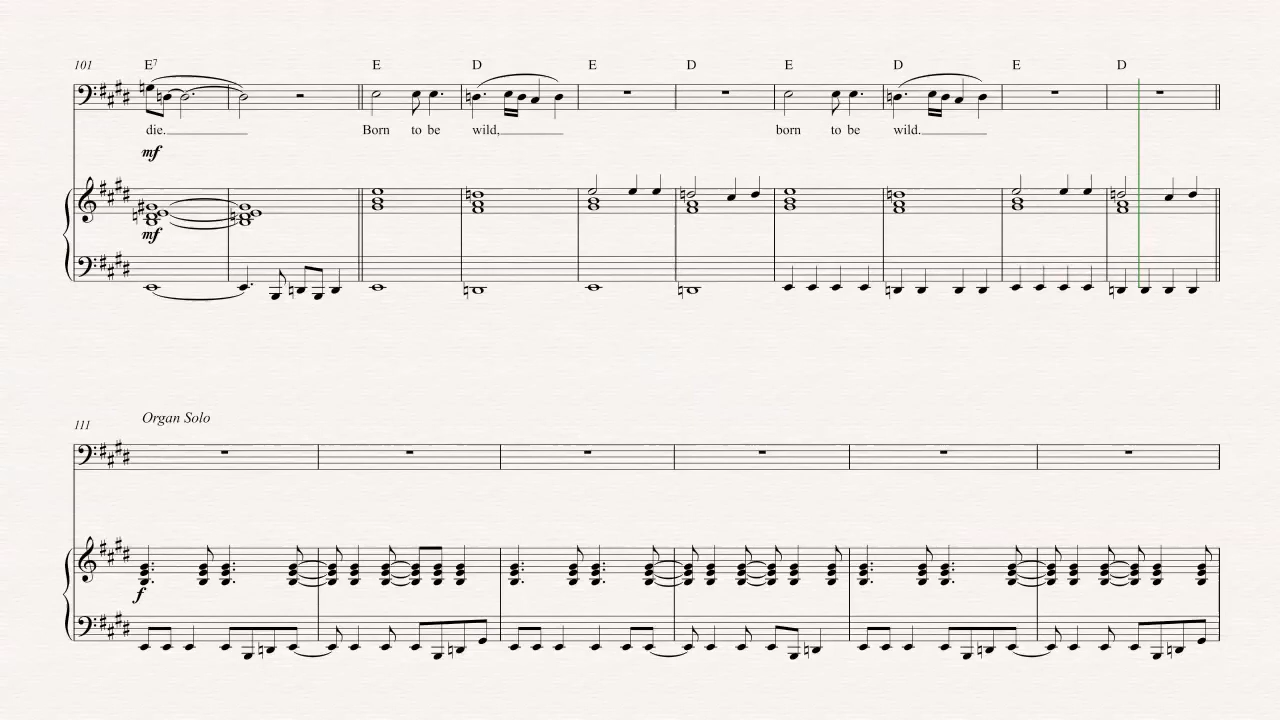 101 E7 E D E D E D E D
die. Born to be wild, born to be wild.
mf
mf
Organ Solo
111
f